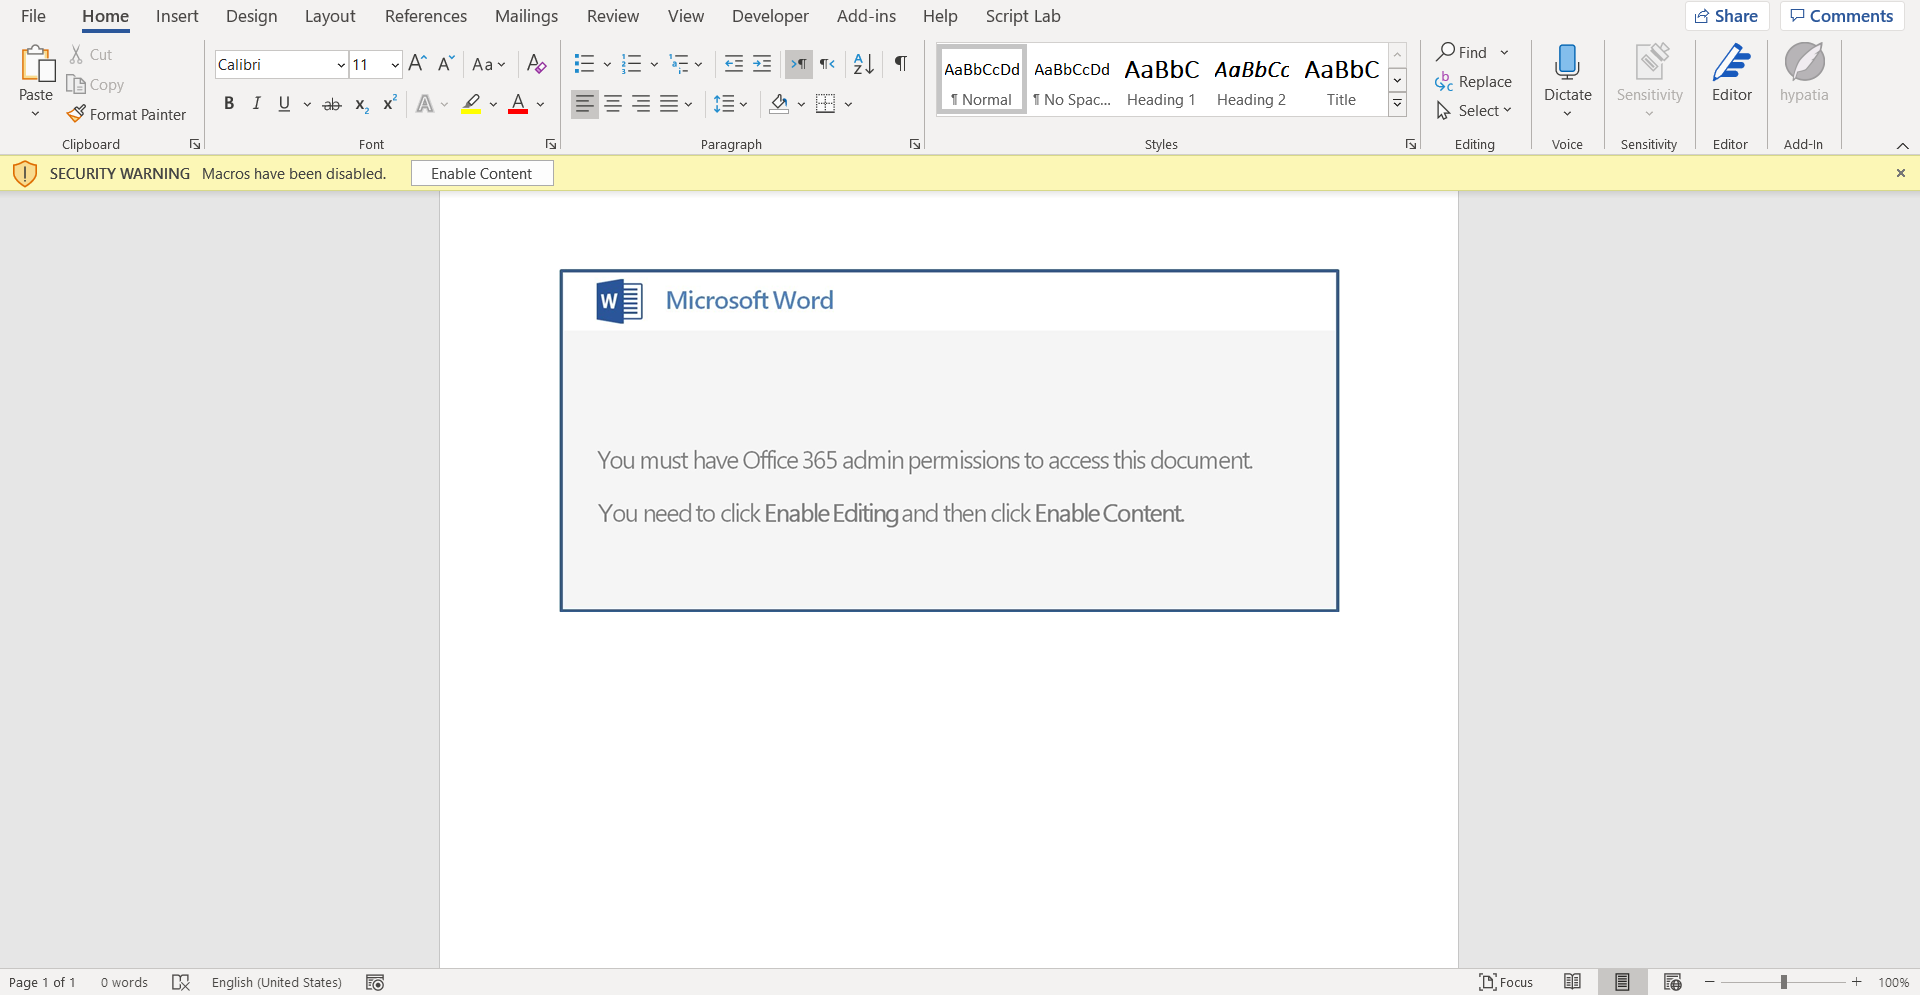 File Home Insert Design Layout References Mailings Review View Developer Add-ins Help Script Lab Share Comments
Paste
Cut
Copy
Format Painter
Clipboard
Calibri 11
A A Aa A
B I U ab x₂ x² A A
Font
¶ ¶ A Z ¶
Paragraph
AaBbCcDd AaBbCcDd AaBbC AaBbCc AaBbC
¶ Normal ¶ No Spac... Heading 1 Heading 2 Title
Styles
Find
Replace
Select
Editing
Dictate
Voice
Sensitivity
Sensitivity
Editor
Editor
hypatia
Add-In
SECURITY WARNING Macros have been disabled. Enable Content
W Microsoft Word
You must have Office 365 admin permissions to access this document.
You need to click Enable Editing and then click Enable Content.
Page 1 of 1 0 words English (United States) Focus 100%